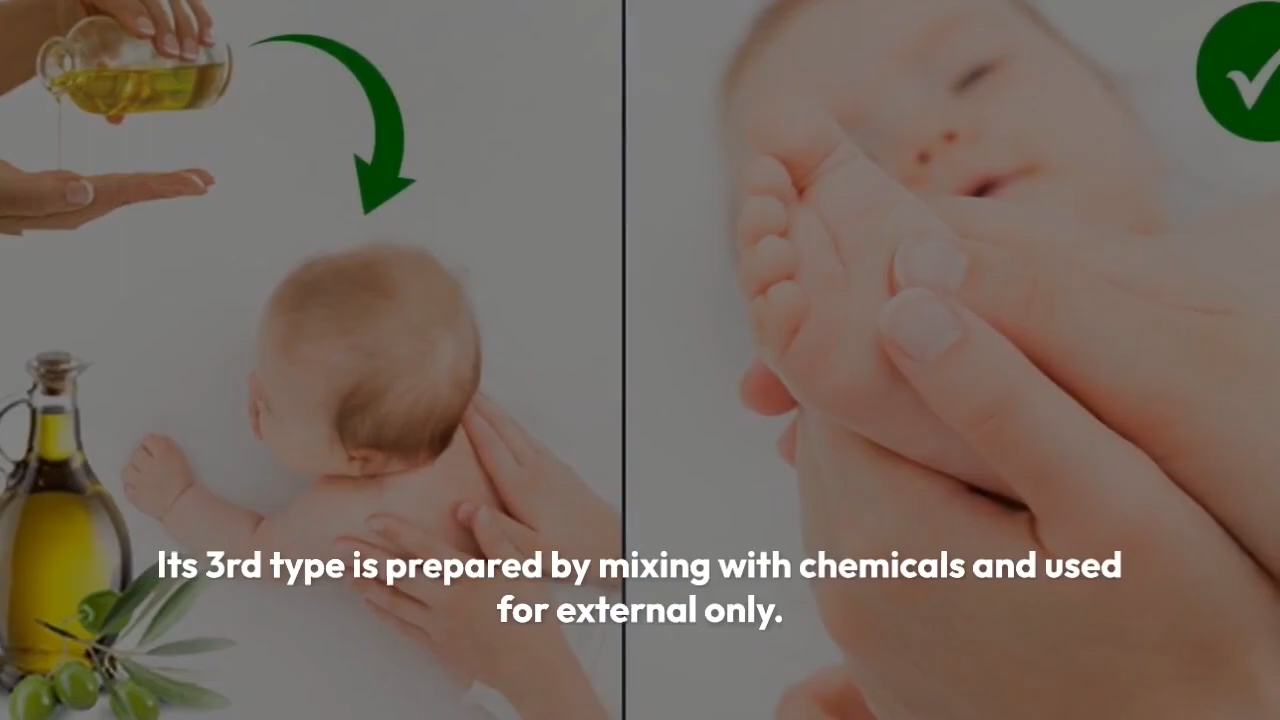 Its 3rd type is prepared by mixing with chemicals and used
for external only.